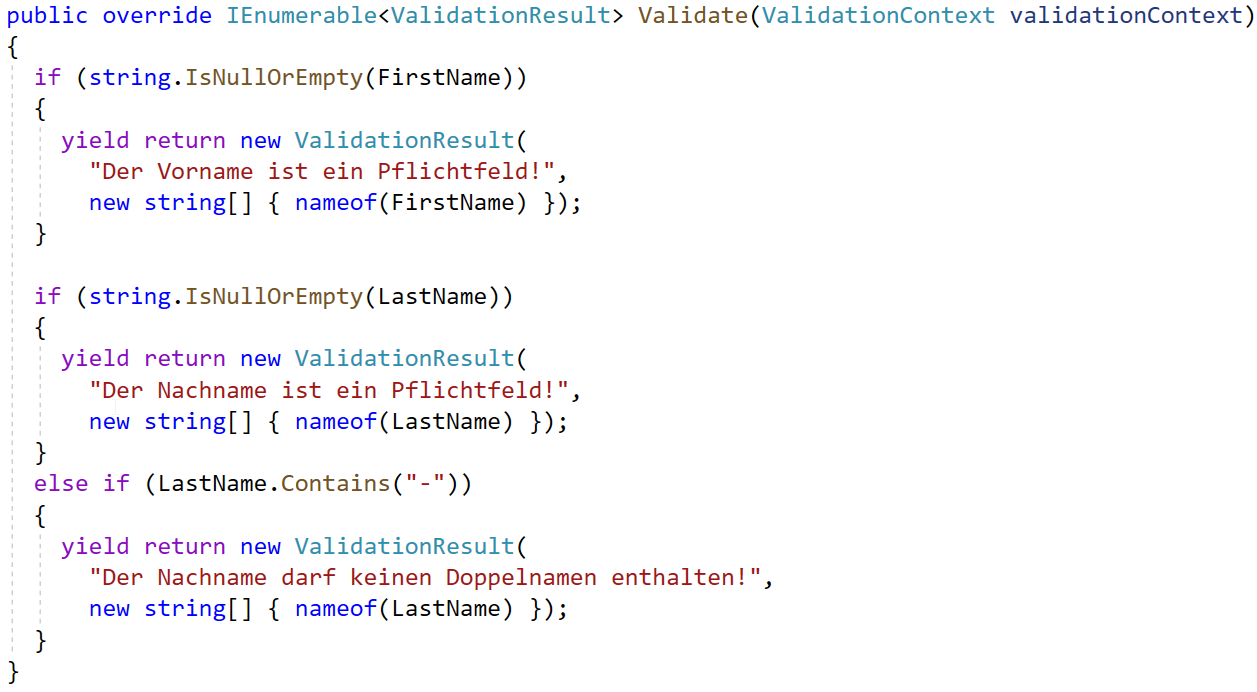 public override IEnumerable<ValidationResult> Validate(ValidationContext validationContext)
{
  if (string.IsNullOrEmpty(FirstName))
  {
    yield return new ValidationResult(
      "Der Vorname ist ein Pflichtfeld!",
      new string[] { nameof(FirstName) });
  }

  if (string.IsNullOrEmpty(LastName))
  {
    yield return new ValidationResult(
      "Der Nachname ist ein Pflichtfeld!",
      new string[] { nameof(LastName) });
  }
  else if (LastName.Contains("-"))
  {
    yield return new ValidationResult(
      "Der Nachname darf keinen Doppelnamen enthalten!",
      new string[] { nameof(LastName) });
  }
}